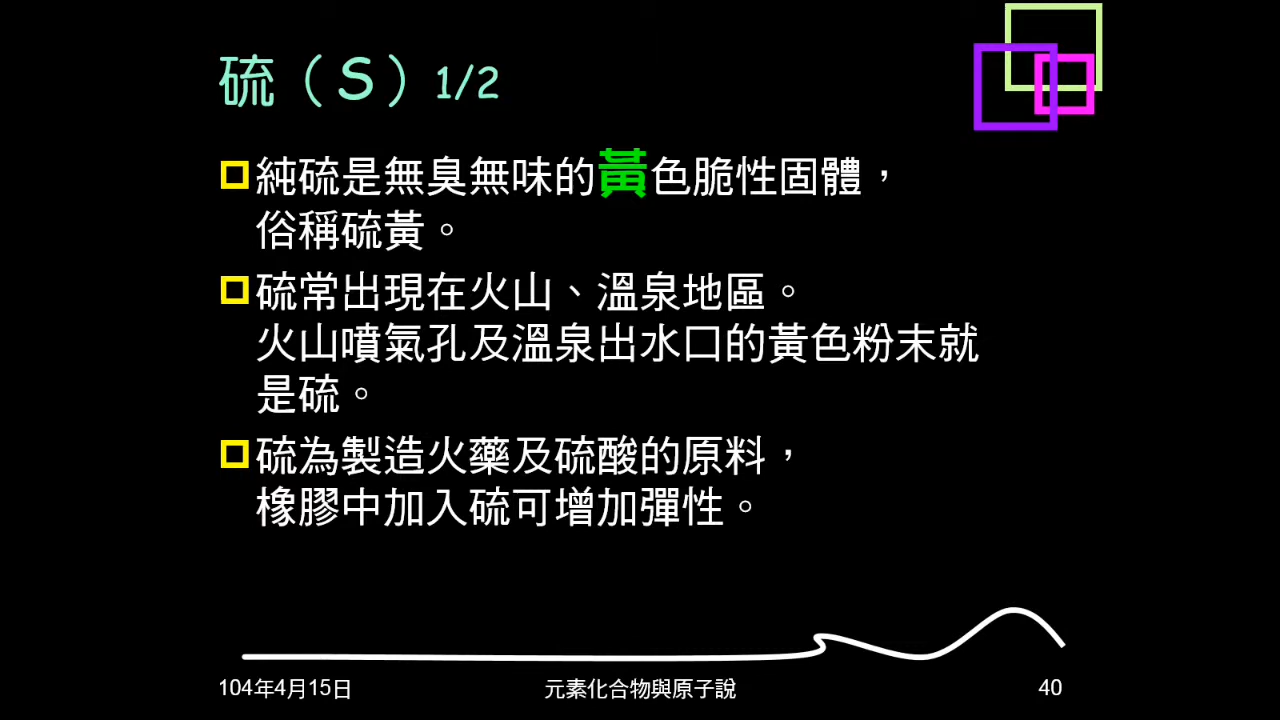 硫（S）1/2
純硫是無臭無味的黃色脆性固體，
俗稱硫黃。
硫常出現在火山、溫泉地區。
火山噴氣孔及溫泉出水口的黃色粉末就
是硫。
硫為製造火藥及硫酸的原料，
橡膠中加入硫可增加彈性。
104年4月15日 元素化合物與原子說 40